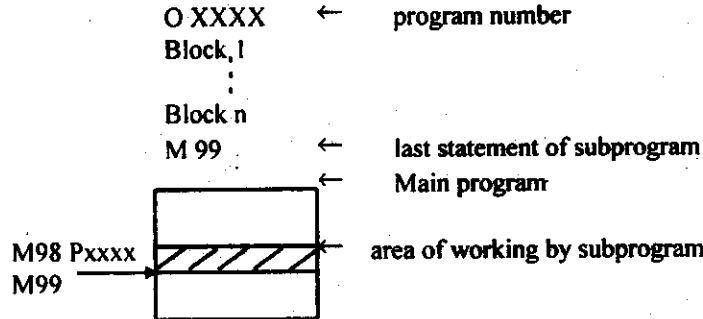 O XXXX ← program number
Block 1
Block n
M 99 ← last statement of subprogram
← Main program
M98 Pxxxx ← area of working by subprogram
M99